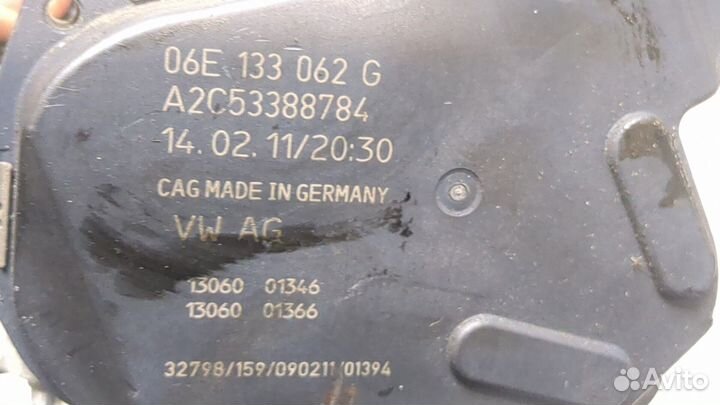 06E 133 062 G
A2C53388784
14. 02. 11/20:30
CAG MADE IN GERMANY
VW AG
13060 01346
13060 01366
32798/159/090211/01394
Avito